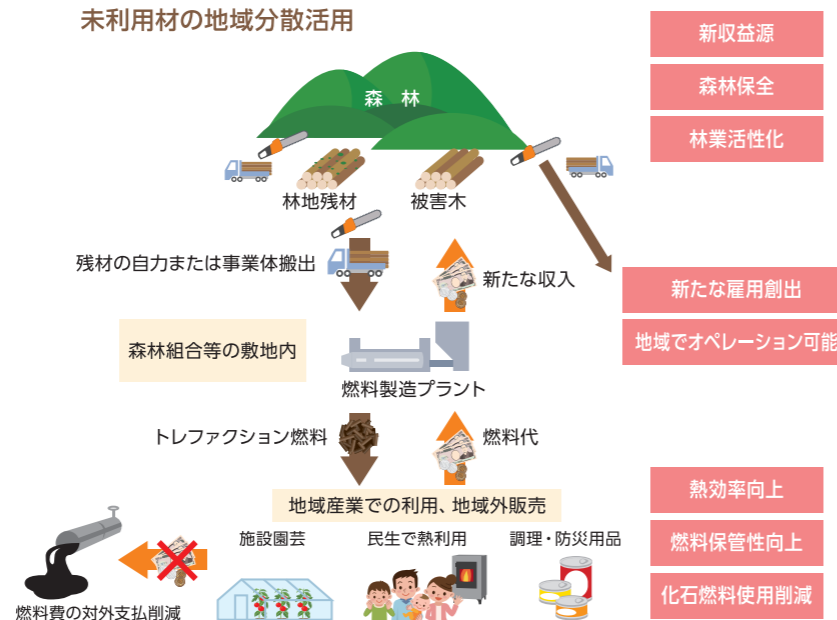 未利用材の地域分散活用
新収益源
森林保全
林業活性化
森 林
林地残材
被害木
残材の自力または事業体搬出
新たな収入
新たな雇用創出
地域でオペレーション可能
森林組合等の敷地内
燃料製造プラント
トレファクション燃料
燃料代
地域産業での利用、地域外販売
熱効率向上
燃料保管性向上
化石燃料使用削減
施設園芸
民生で熱利用
調理・防災用品
燃料費の対外支払削減